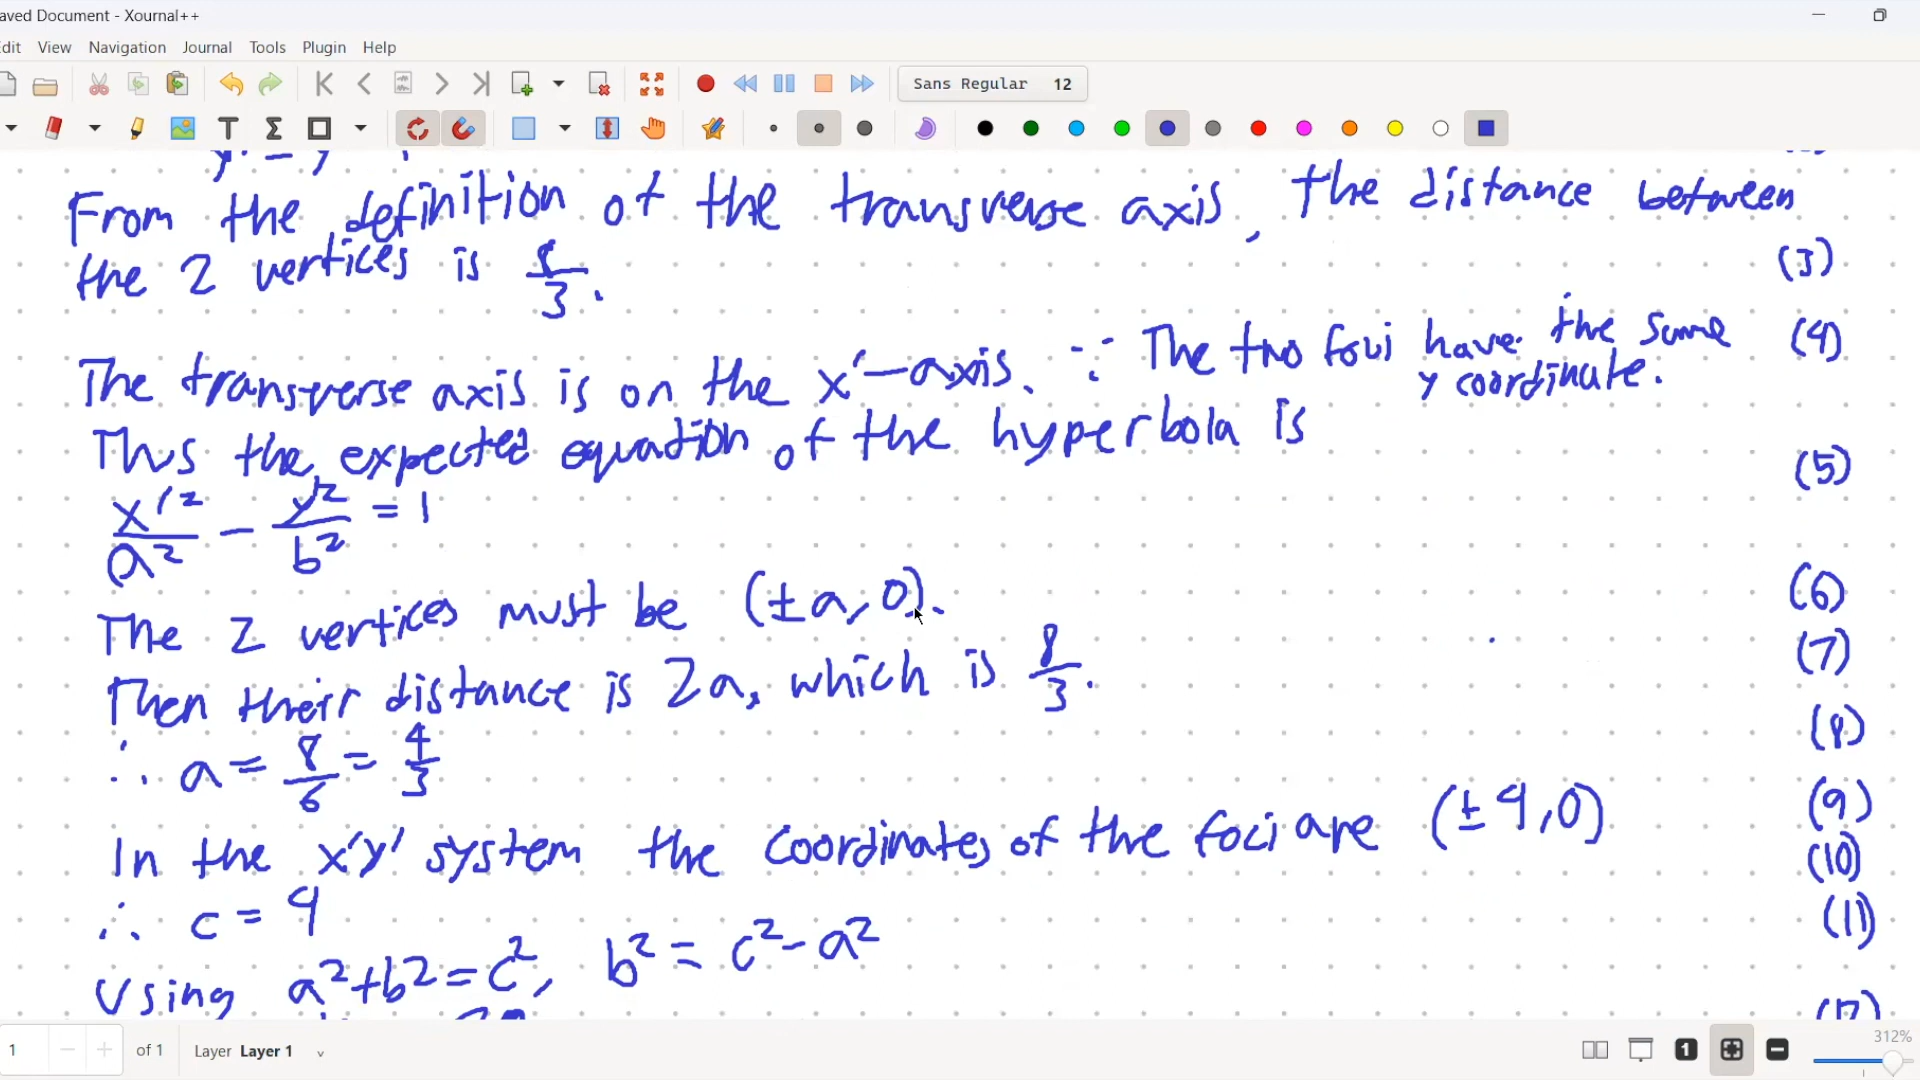 aved Document - Xournal++
dit View Navigation Journal Tools Plugin Help
Sans Regular 12
From the definition of the transverse axis, the distance between
the 2 vertices is 8/3. (3)
The transverse axis is on the x'-axis. ∵ The two foci have the same (4)
y coordinate.
Thus the expected equation of the hyperbola is
x'²/a² - y'²/b² = 1 (5)
The 2 vertices must be (±a, 0). (6)
Then their distance is 2a, which is 8/3. (7)
∴ a = 8/6 = 4/3 (8)
In the x'y' system the coordinates of the foci are (±4,0) (9)
∴ c = 4 (10)
Using a²+b²=c², b² = c²-a² (11)
(12)
1 of 1 Layer Layer 1 312%